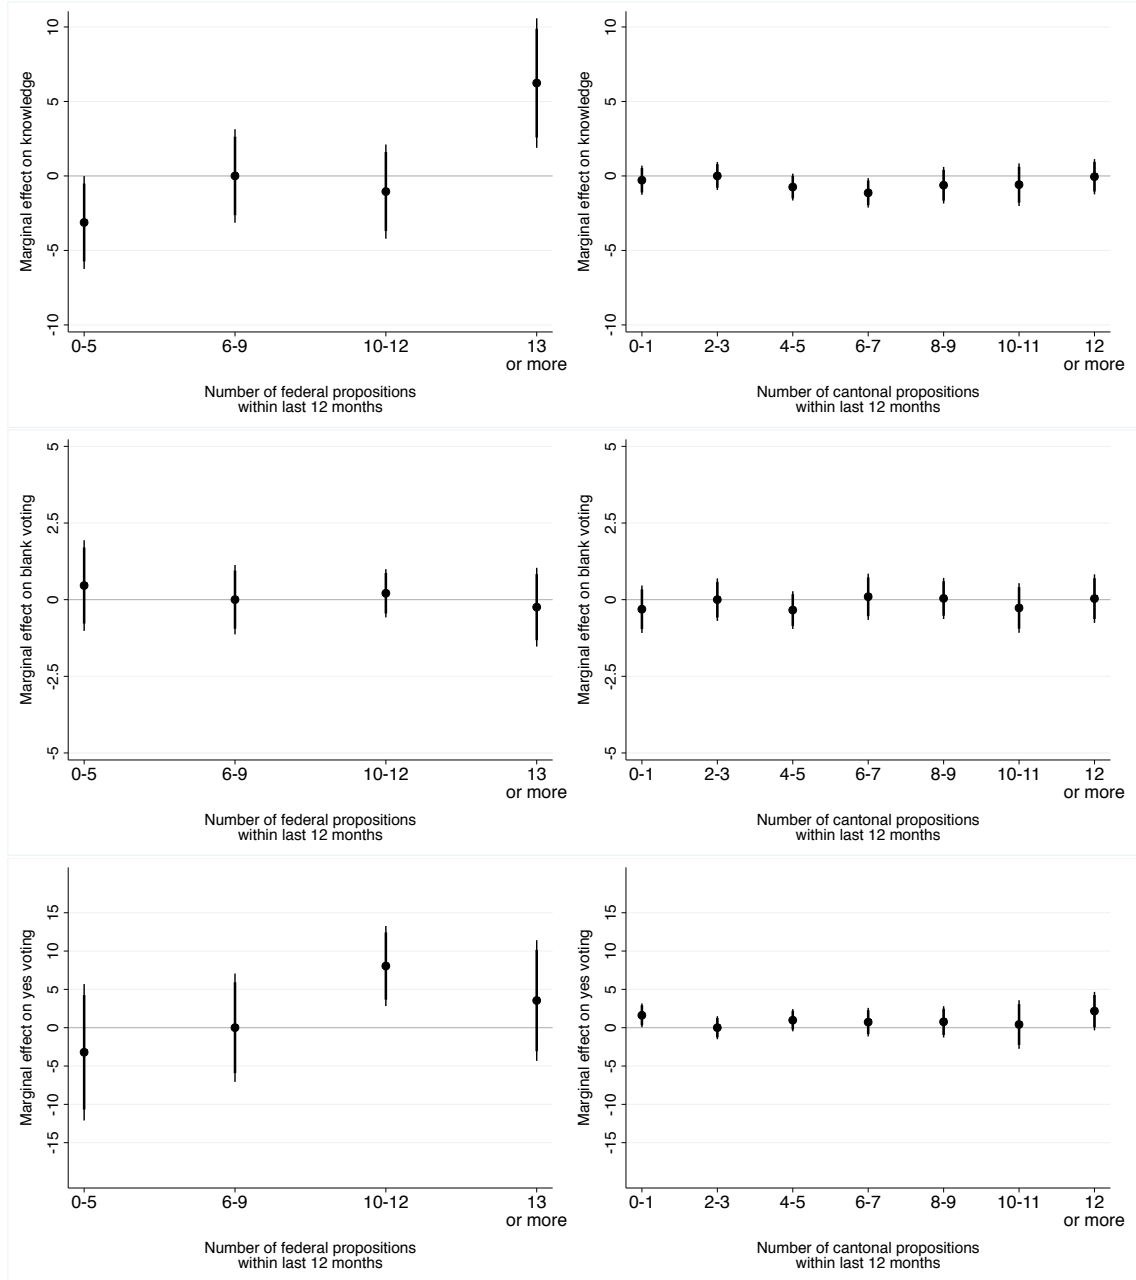 Marginal effect on knowledge
10
5
0
-5
-10
0-5
6-9
10-12
13
or more
Number of federal propositions
within last 12 months
Marginal effect on knowledge
10
5
0
-5
-10
0-1
2-3
4-5
6-7
8-9
10-11
12
or more
Number of cantonal propositions
within last 12 months
Marginal effect on blank voting
5
2.5
0
-2.5
-5
0-5
6-9
10-12
13
or more
Number of federal propositions
within last 12 months
Marginal effect on blank voting
5
2.5
0
-2.5
-5
0-1
2-3
4-5
6-7
8-9
10-11
12
or more
Number of cantonal propositions
within last 12 months
Marginal effect on yes voting
15
10
5
0
-5
-10
-15
0-5
6-9
10-12
13
or more
Number of federal propositions
within last 12 months
Marginal effect on yes voting
15
10
5
0
-5
-10
-15
0-1
2-3
4-5
6-7
8-9
10-11
12
or more
Number of cantonal propositions
within last 12 months